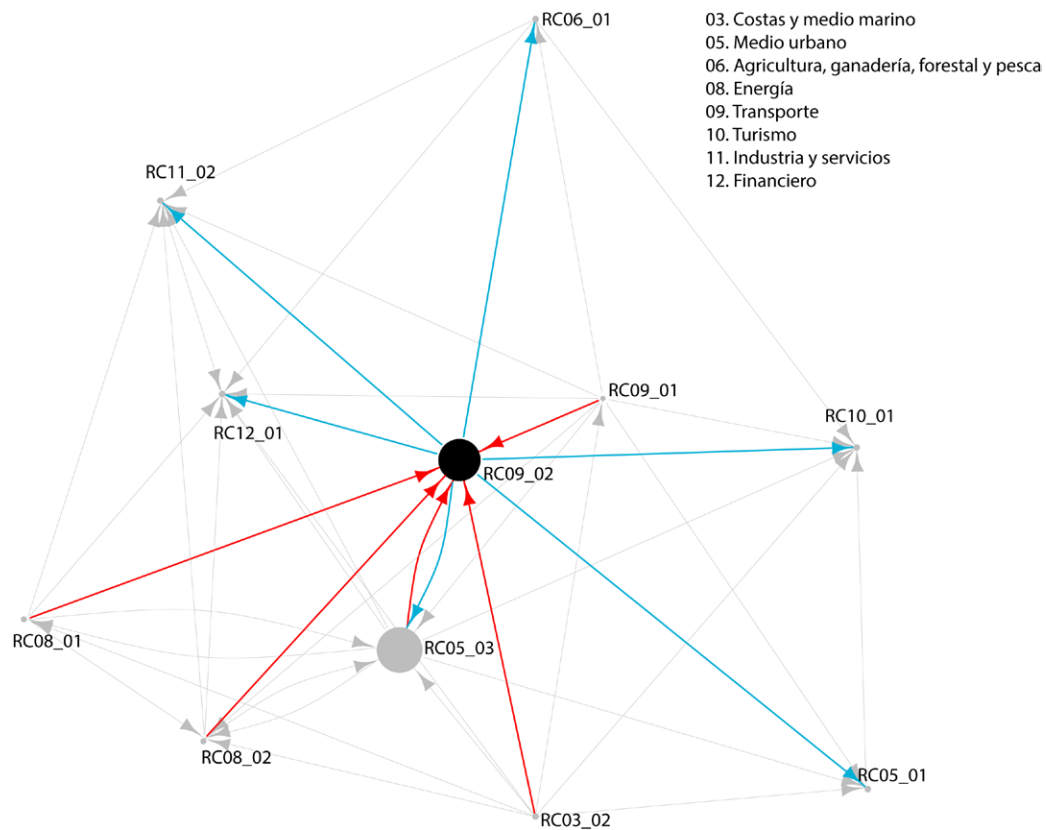 RC06_01
03. Costas y medio marino
05. Medio urbano
06. Agricultura, ganadería, forestal y pesca
08. Energía
09. Transporte
10. Turismo
11. Industria y servicios
12. Financiero
RC11_02
RC09_01
RC10_01
RC12_01
RC09_02
RC08_01
RC05_03
RC08_02
RC05_01
RC03_02